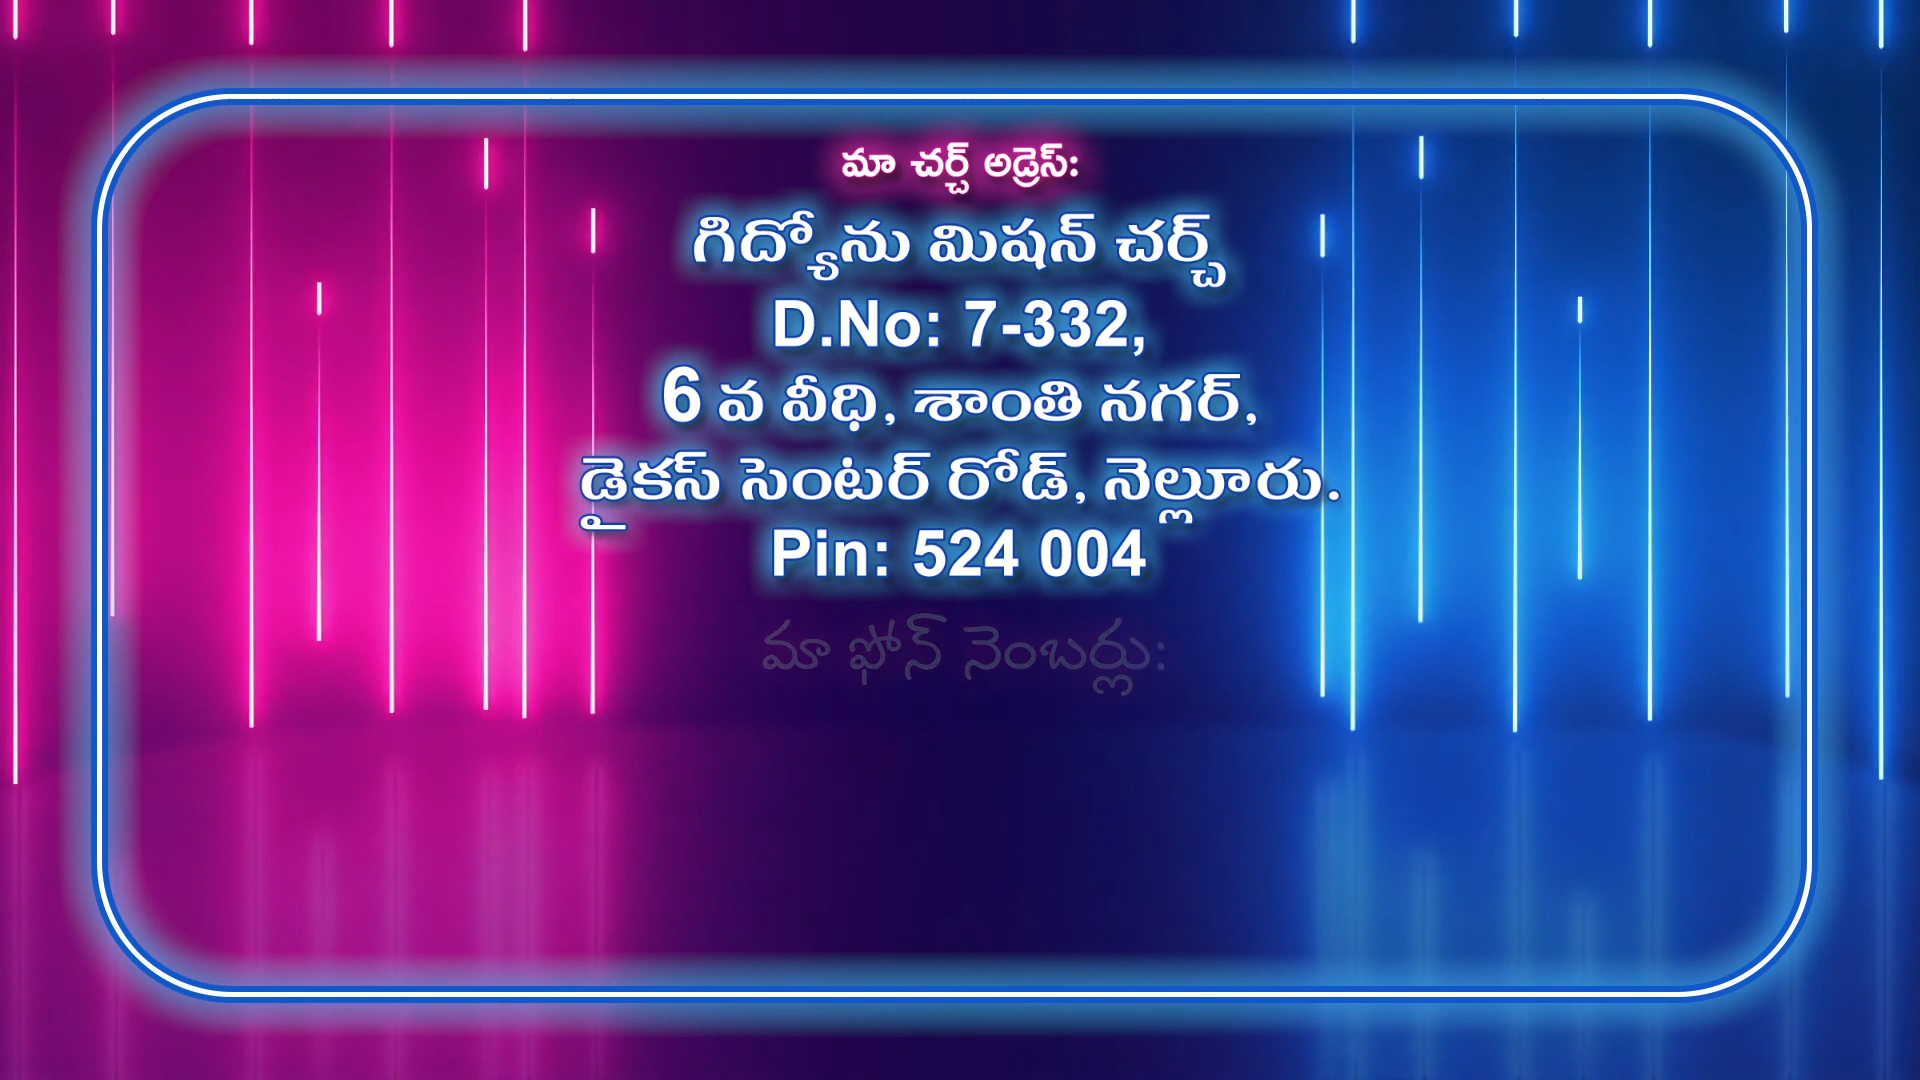 మా చర్చ్ అడ్రెస్:
గిద్యోను మిషన్ చర్చ్
D.No: 7-332,
6 వ వీధి, శాంతి నగర్,
డైకస్ సెంటర్ రోడ్, నెల్లూరు.
Pin: 524 004
మా ఫోన్ నెంబర్లు: